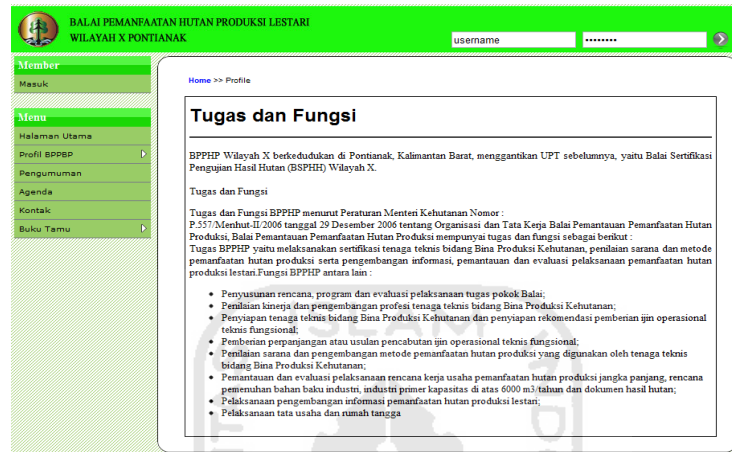 BALAI PEMANFAATAN HUTAN PRODUKSI LESTARI
WILAYAH X PONTIANAK
username
••••••••
Member
Masuk
Menu
Halaman Utama
Profil BPPBP
Pengumuman
Agenda
Kontak
Buku Tamu
Home >> Profile
Tugas dan Fungsi
BPPHP Wilayah X berkedudukan di Pontianak, Kalimantan Barat, menggantikan UPT sebelumnya, yaitu Balai Sertifikasi
Pengujian Hasil Hutan (BSPHH) Wilayah X.
Tugas dan Fungsi
Tugas dan Fungsi BPPHP menurut Peraturan Menteri Kehutanan Nomor :
P.557/Menhut-II/2006 tanggal 29 Desember 2006 tentang Organisasi dan Tata Kerja Balai Pemantauan Pemanfaatan Hutan
Produksi, Balai Pemantauan Pemanfaatan Hutan Produksi mempunyai tugas dan fungsi sebagai berikut :
Tugas BPPHP yaitu melaksanakan sertifikasi tenaga teknis bidang Bina Produksi Kehutanan, penilaian sarana dan metode
pemanfaatan hutan produksi serta pengembangan informasi, pemantauan dan evaluasi pelaksanaan pemanfaatan hutan
produksi lestari.Fungsi BPPHP antara lain :
• Penyusunan rencana, program dan evaluasi pelaksanaan tugas pokok Balai;
• Penilaian kinerja dan pengembangan profesi tenaga teknis bidang Bina Produksi Kehutanan;
• Penyiapan tenaga teknis bidang Bina Produksi Kehutanan dan penyiapan rekomendasi pemberian ijin operasional
teknis fungsional;
• Pemberian perpanjangan atau usulan pencabutan ijin operasional teknis fungsional;
• Penilaian sarana dan pengembangan metode pemanfaatan hutan produksi yang digunakan oleh tenaga teknis
bidang Bina Produksi Kehutanan;
• Pemantauan dan evaluasi pelaksanaan rencana kerja usaha pemanfaatan hutan produksi jangka panjang, rencana
pemenuhan bahan baku industri, industri primer kapasitas di atas 6000 m3/tahun dan dokumen hasil hutan;
• Pelaksanaan pengembangan informasi pemanfaatan hutan produksi lestari;
• Pelaksanaan tata usaha dan rumah tangga
ISLAM